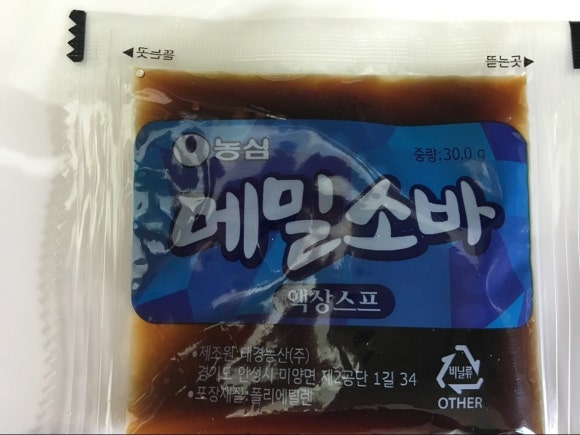 ◀뜯는곳
뜯는곳▶
농심
중량:30.0 g
메밀소바
액상스프
•제조원:태경농산(주)
경기도 안성시 미양면 제2공단 1길 34
•포장재질:폴리에틸렌
비닐류
OTHER